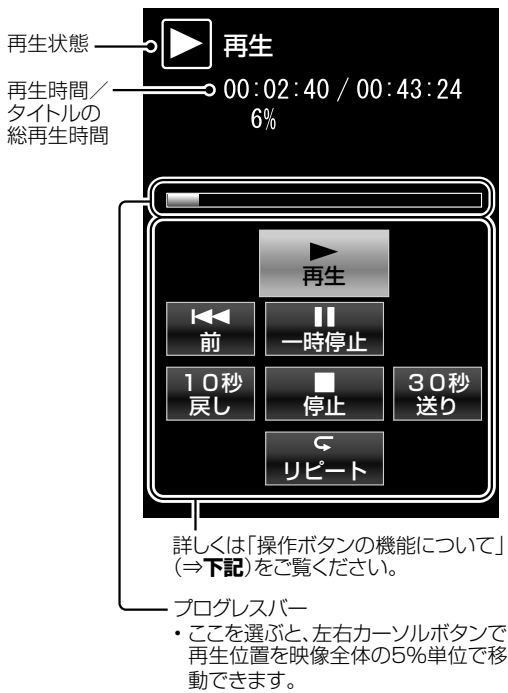 再生状態
再生
再生時間／
タイトルの
総再生時間
00:02:40 / 00:43:24
6%
再生
前
一時停止
10秒
戻し
停止
30秒
送り
リピート
詳しくは「操作ボタンの機能について」
(⇒下記)をご覧ください。
プログレスバー
・ここを選ぶと、左右カーソルボタンで
再生位置を映像全体の5%単位で移
動できます。